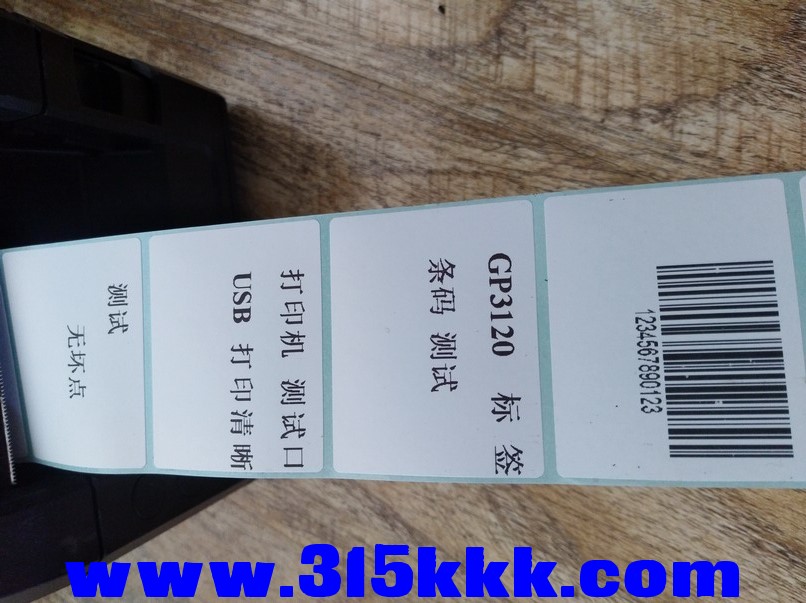 测试
无坏点
打印机 测试口
USB 打印清晰
GP3120 标签
条码 测试
1234567890123
www.315kkk.com